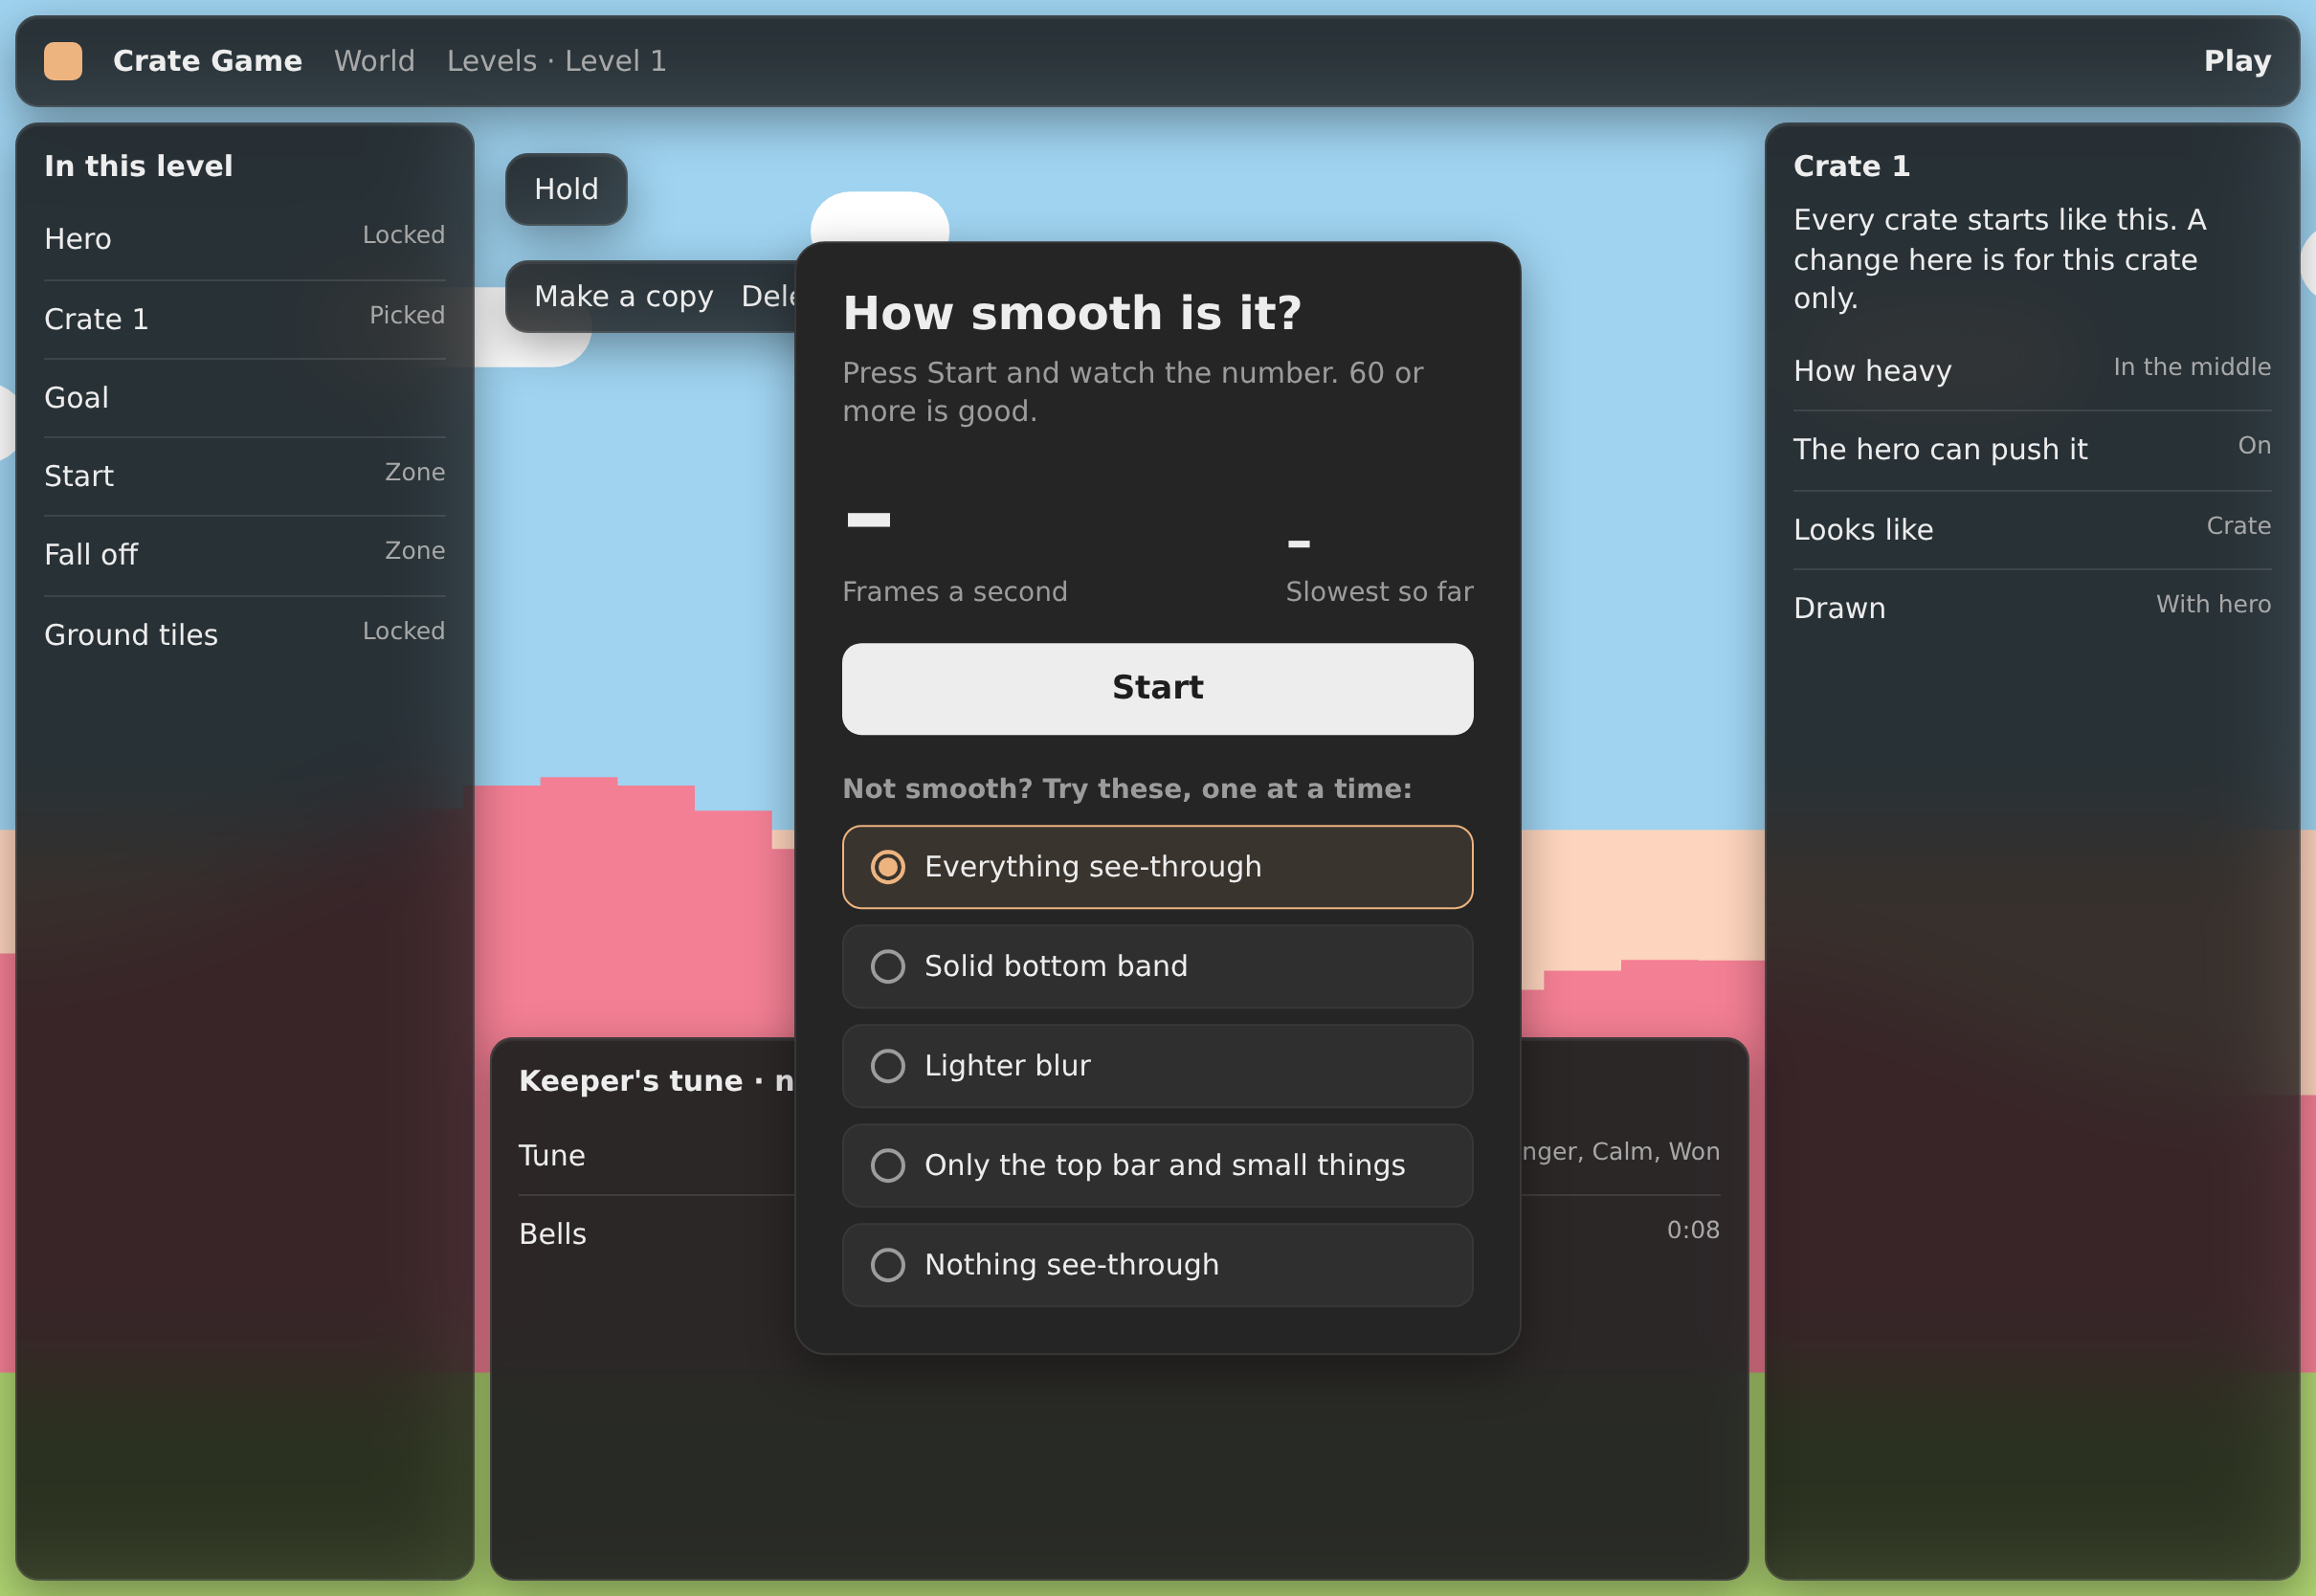 Crate Game World Levels · Level 1 Play
In this level
Hero Locked
Crate 1 Picked
Goal
Start Zone
Fall off Zone
Ground tiles Locked
Hold
Make a copy
How smooth is it?
Press Start and watch the number. 60 or
more is good.
–
–
Frames a second
Slowest so far
Start
Not smooth? Try these, one at a time:
Everything see-through
Solid bottom band
Lighter blur
Only the top bar and small things
Nothing see-through
Keeper's tune ·
Tune Calm, Won
Bells 0:08
Crate 1
Every crate starts like this. A
change here is for this crate
only.
How heavy In the middle
The hero can push it On
Looks like Crate
Drawn With hero